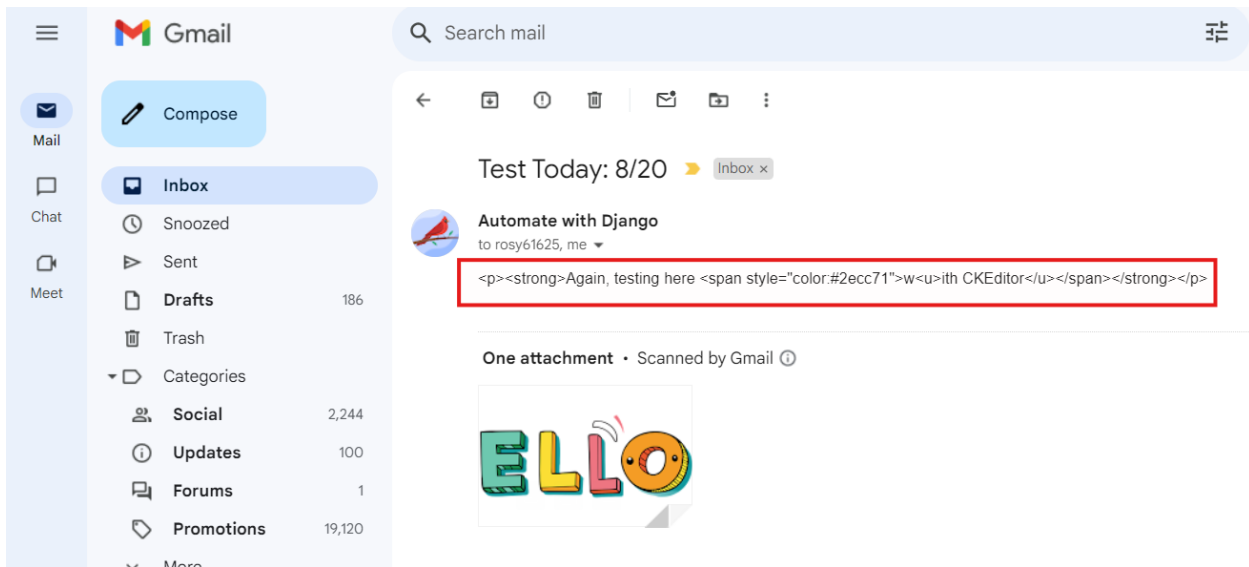 Gmail
Search mail
Compose
Mail
Chat
Meet
Inbox
Snoozed
Sent
Drafts 186
Trash
Categories
Social 2,244
Updates 100
Forums 1
Promotions 19,120
More
Test Today: 8/20 Inbox ×
Automate with Django
to rosy61625, me
<p><strong>Again, testing here <span style="color:#2ecc71">w<u>ith CKEditor</u></span></strong></p>
One attachment • Scanned by Gmail
ELLO